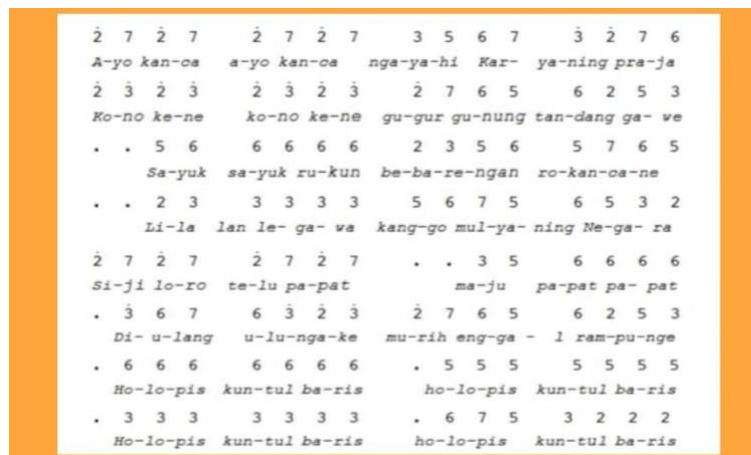 2̇ 7 2̇ 7 2̇ 7 2̇ 7 3 5 6 7 3̇ 2̇ 7 6
A-yo kan-ca a-yo kan-ca nga-ya-hi Kar- ya-ning pra-ja
2̇ 3̇ 2̇ 3̇ 2̇ 3̇ 2̇ 3̇ 2̇ 7 6 5 6 2 5 3
Ko-no ke-ne ko-no ke-ne gu-gur gu-nung tan-dang ga- we
. . 5 6 6 6 6 6 2 3 5 6 5 7 6 5
Sa-yuk sa-yuk ru-kun be-ba-re-ngan ro-kan-ca-ne
. . 2 3 3 3 3 3 5 6 7 5 6 5 3 2
Li-la lan le- ga- wa kang-go mul-ya- ning Ne-ga- ra
2̇ 7 2̇ 7 2̇ 7 2̇ 7 . . 3 5 6 6 6 6
Si-ji lo-ro te-lu pa-pat ma-ju pa-pat pa- pat
. 3̇ 6 7 6 3̇ 2̇ 3̇ 2̇ 7 6 5 6 2 5 3
Di- u-lang u-lu-nga-ke mu-rih eng-ga - l ram-pu-nge
. 6 6 6 6 6 6 6 . 5 5 5 5 5 5 5
Ho-lo-pis kun-tul ba-ris ho-lo-pis kun-tul ba-ris
. 3 3 3 3 3 3 3 . 6 7 5 3 2 2 2
Ho-lo-pis kun-tul ba-ris ho-lo-pis kun-tul ba-ris